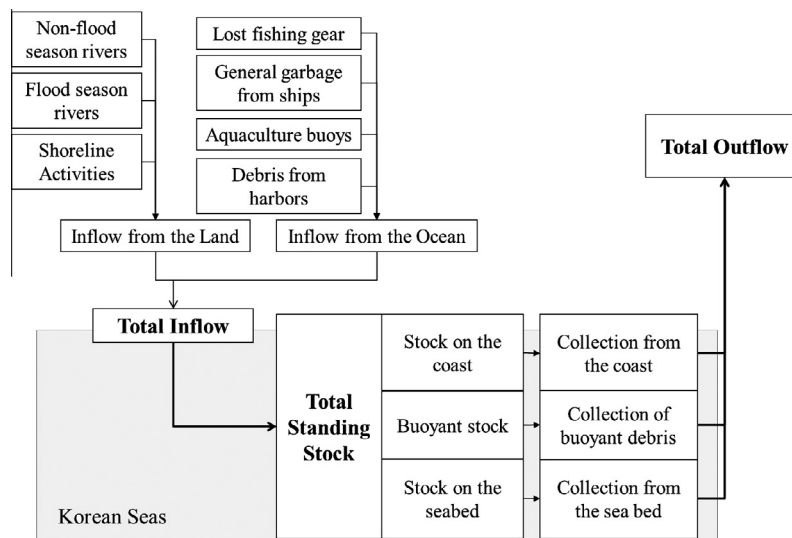 Non-flood
season rivers
Flood season
rivers
Shoreline
Activities
Lost fishing gear
General garbage
from ships
Aquaculture buoys
Debris from
harbors
Total Outflow
Inflow from the Land
Inflow from the Ocean
Total Inflow
Total
Standing
Stock
Stock on the
coast
Buoyant stock
Stock on the
seabed
Collection from
the coast
Collection of
buoyant debris
Collection from
the sea bed
Korean Seas